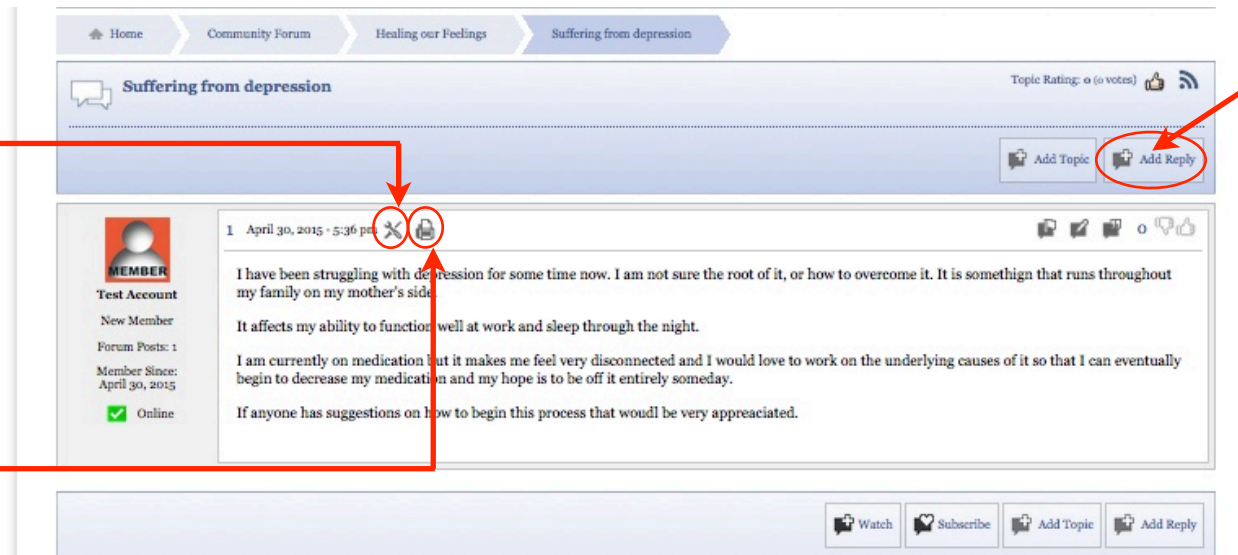 Home Community Forum Healing our Feelings Suffering from depression
Suffering from depression
Topic Rating: 0 (0 votes)
Add Topic Add Reply
MEMBER
Test Account
New Member
Forum Posts: 1
Member Since:
April 30, 2015
Online
1 April 30, 2015 - 5:36 pm
0
I have been struggling with depression for some time now. I am not sure the root of it, or how to overcome it. It is somethign that runs throughout
my family on my mother's side.
It affects my ability to function well at work and sleep through the night.
I am currently on medication but it makes me feel very disconnected and I would love to work on the underlying causes of it so that I can eventually
begin to decrease my medication and my hope is to be off it entirely someday.
If anyone has suggestions on how to begin this process that woudl be very appreaciated.
Watch Subscribe Add Topic Add Reply